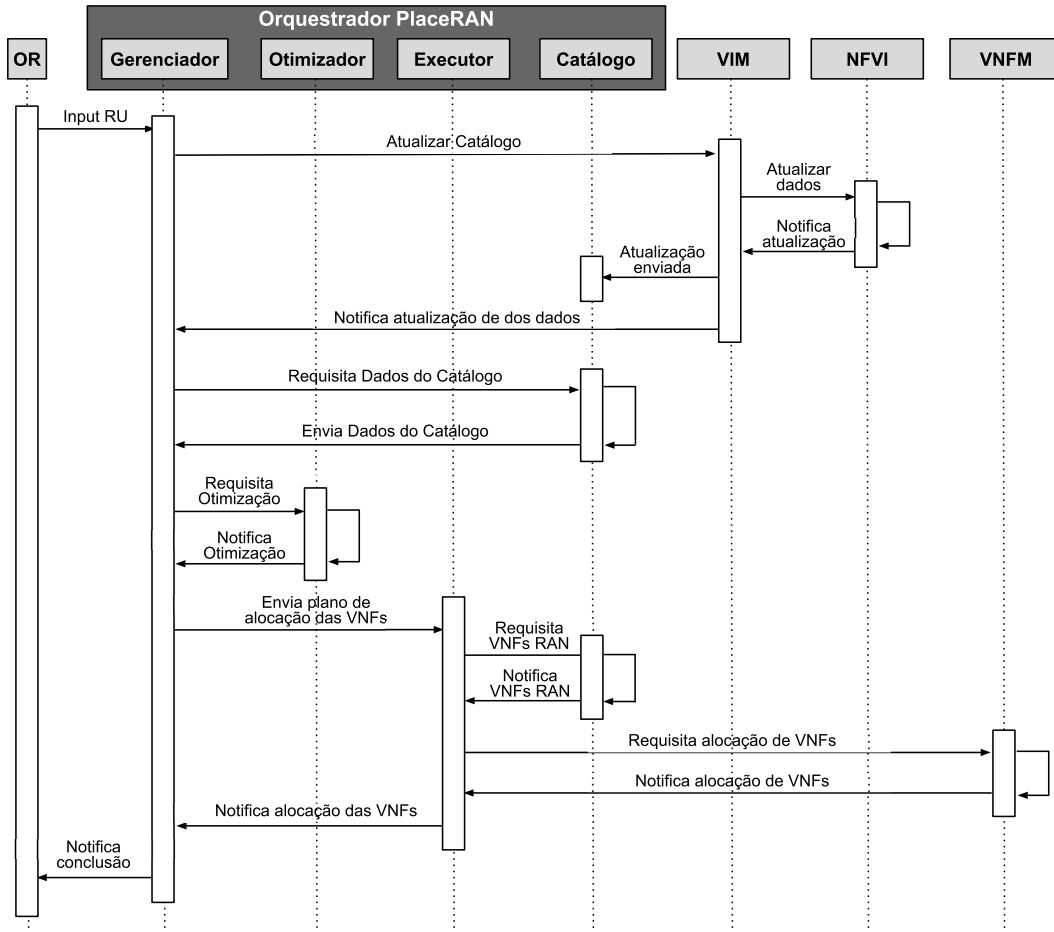 Orquestrador PlaceRAN
OR
Gerenciador
Otimizador
Executor
Catálogo
VIM
NFVI
VNFM
Input RU
Atualizar Catálogo
Atualizar
dados
Notifica
atualização
Atualização
enviada
Notifica atualização de dos dados
Requisita Dados do Catálogo
Envia Dados do Catálogo
Requisita
Otimização
Notifica
Otimização
Envia plano de
alocação das VNFs
Requisita
VNFs RAN
Notifica
VNFs RAN
Requisita alocação de VNFs
Notifica alocação de VNFs
Notifica alocação das VNFs
Notifica
conclusão